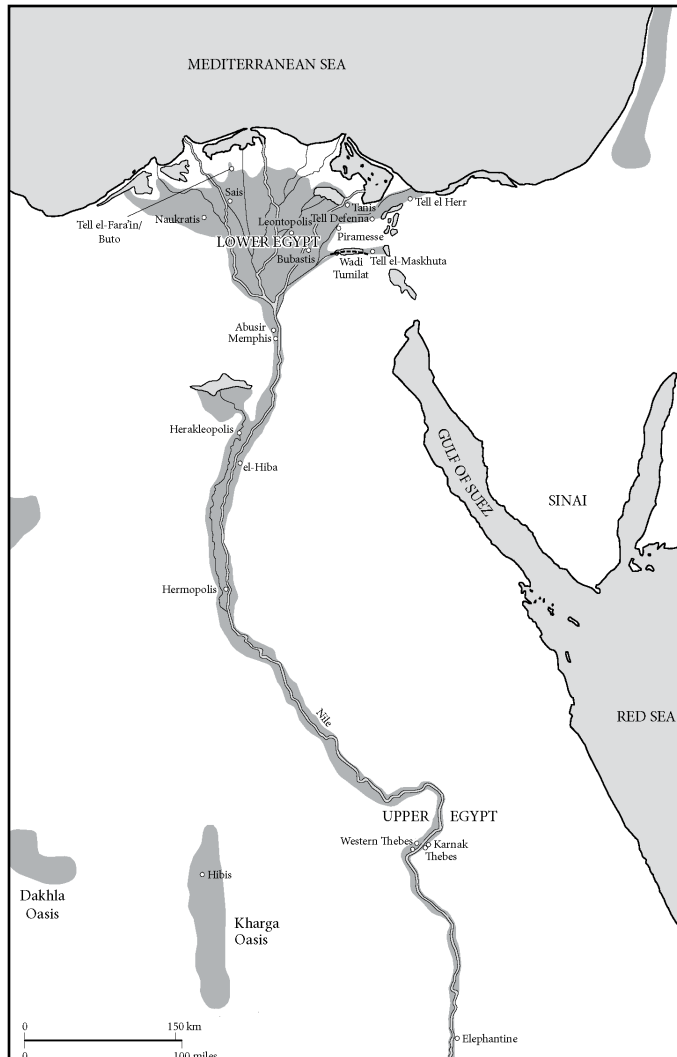 MEDITERRANEAN SEA
Sais
Tanis
Tell el Herr
Tell el-Fara'in/
Buto
Naukratis
Leontopolis
Tell Defenna
Piramesse
LOWER EGYPT
Bubastis
Wadi
Tumilat
Tell el-Maskhuta
Abusir
Memphis
Herakleopolis
el-Hiba
GULF OF SUEZ
SINAI
Hermopolis
Nile
RED SEA
UPPER EGYPT
Western Thebes
Karnak
Thebes
Hibis
Dakhla
Oasis
Kharga
Oasis
0 150 km
0 100 miles
Elephantine